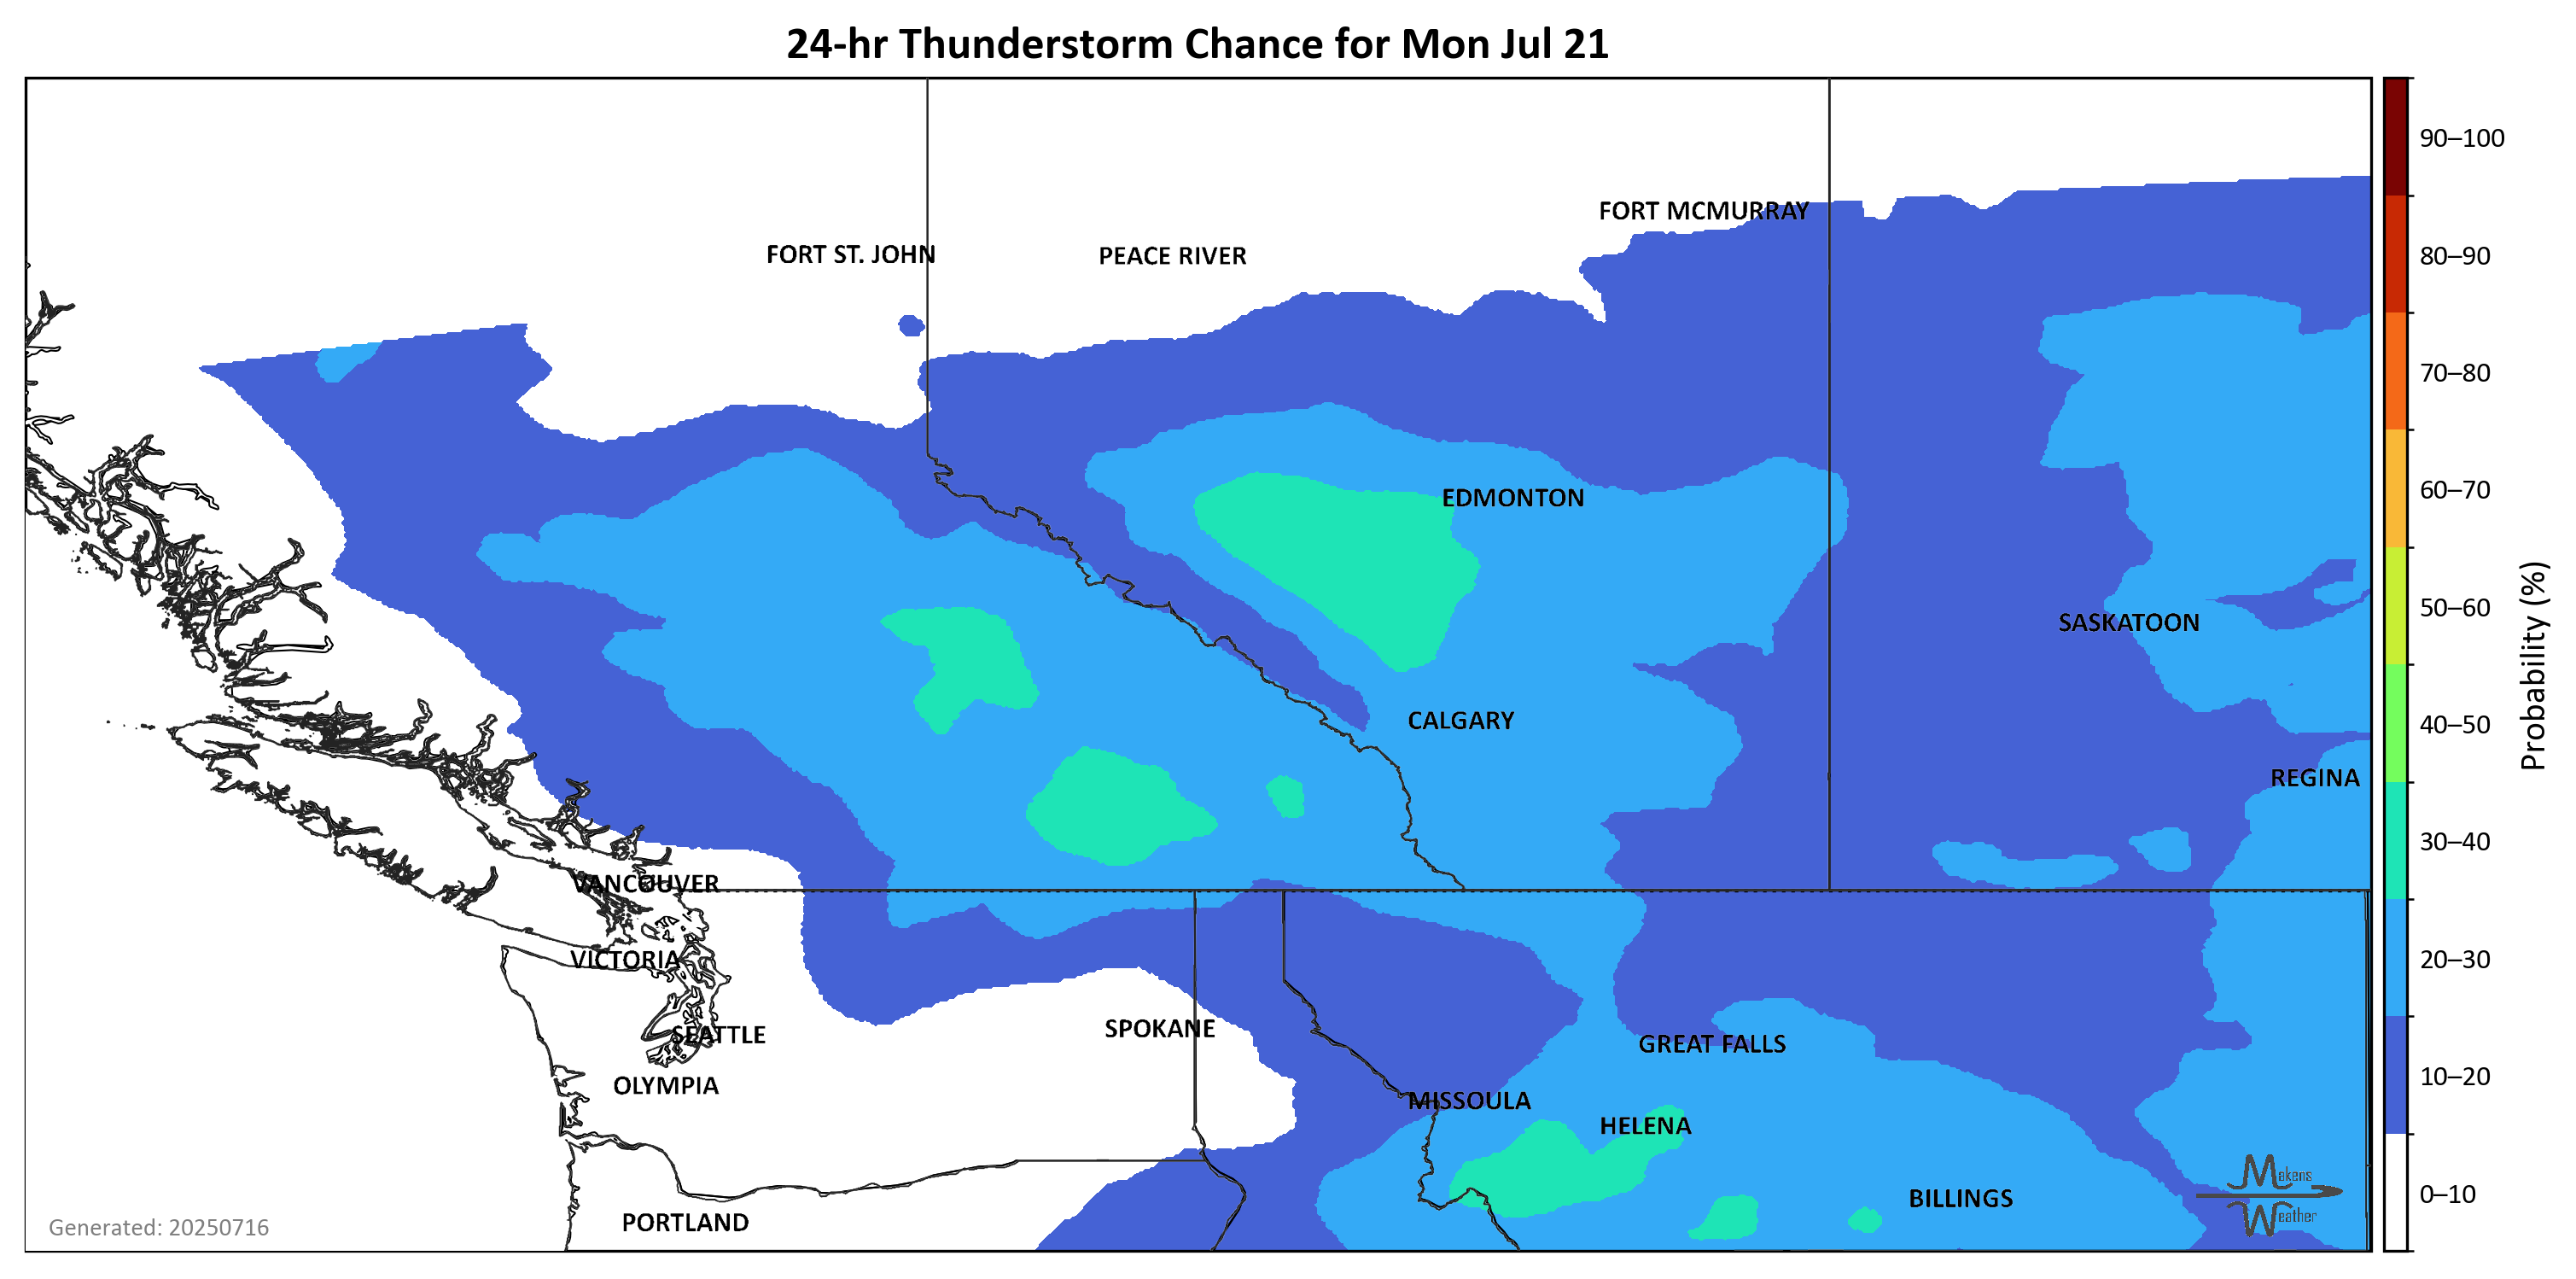 24-hr Thunderstorm Chance for Mon Jul 21
90–100
FORT MCMURRAY
FORT ST. JOHN
PEACE RIVER
80–90
70–80
60–70
EDMONTON
50–60
SASKATOON
Probability (%)
40–50
CALGARY
REGINA
30–40
VANCOUVER
20–30
VICTORIA
SPOKANE
SEATTLE
GREAT FALLS
10–20
OLYMPIA
MISSOULA
HELENA
Makens
Weather
0–10
BILLINGS
PORTLAND
Generated: 20250716